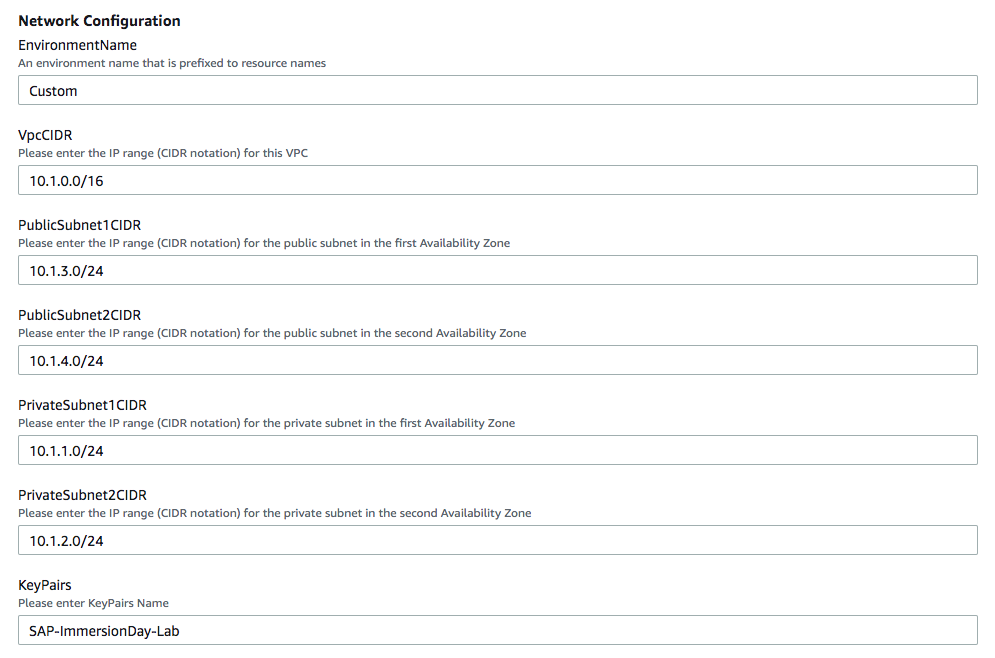 Network Configuration
EnvironmentName
An environment name that is prefixed to resource names
Custom
VpcCIDR
Please enter the IP range (CIDR notation) for this VPC
10.1.0.0/16
PublicSubnet1CIDR
Please enter the IP range (CIDR notation) for the public subnet in the first Availability Zone
10.1.3.0/24
PublicSubnet2CIDR
Please enter the IP range (CIDR notation) for the public subnet in the second Availability Zone
10.1.4.0/24
PrivateSubnet1CIDR
Please enter the IP range (CIDR notation) for the private subnet in the first Availability Zone
10.1.1.0/24
PrivateSubnet2CIDR
Please enter the IP range (CIDR notation) for the private subnet in the second Availability Zone
10.1.2.0/24
KeyPairs
Please enter KeyPairs Name
SAP-ImmersionDay-Lab